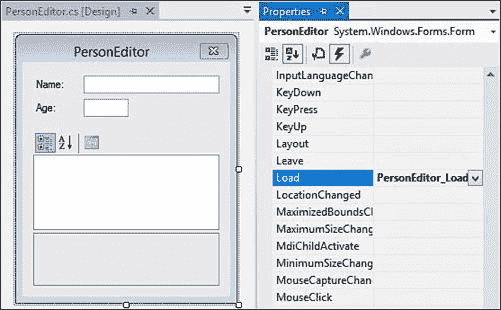 PersonEditor.cs [Design]
PersonEditor
Name:
Age:
A
Z
Properties
PersonEditor System.Windows.Forms.Form
A
Z
InputLanguageChan
KeyDown
KeyPress
KeyUp
Layout
Leave
Load PersonEditor_Load
LocationChanged
MaximizedBoundsCl
MaximumSizeChang
MdiChildActivate
MinimumSizeChang
MouseCaptureChan
MouseClick